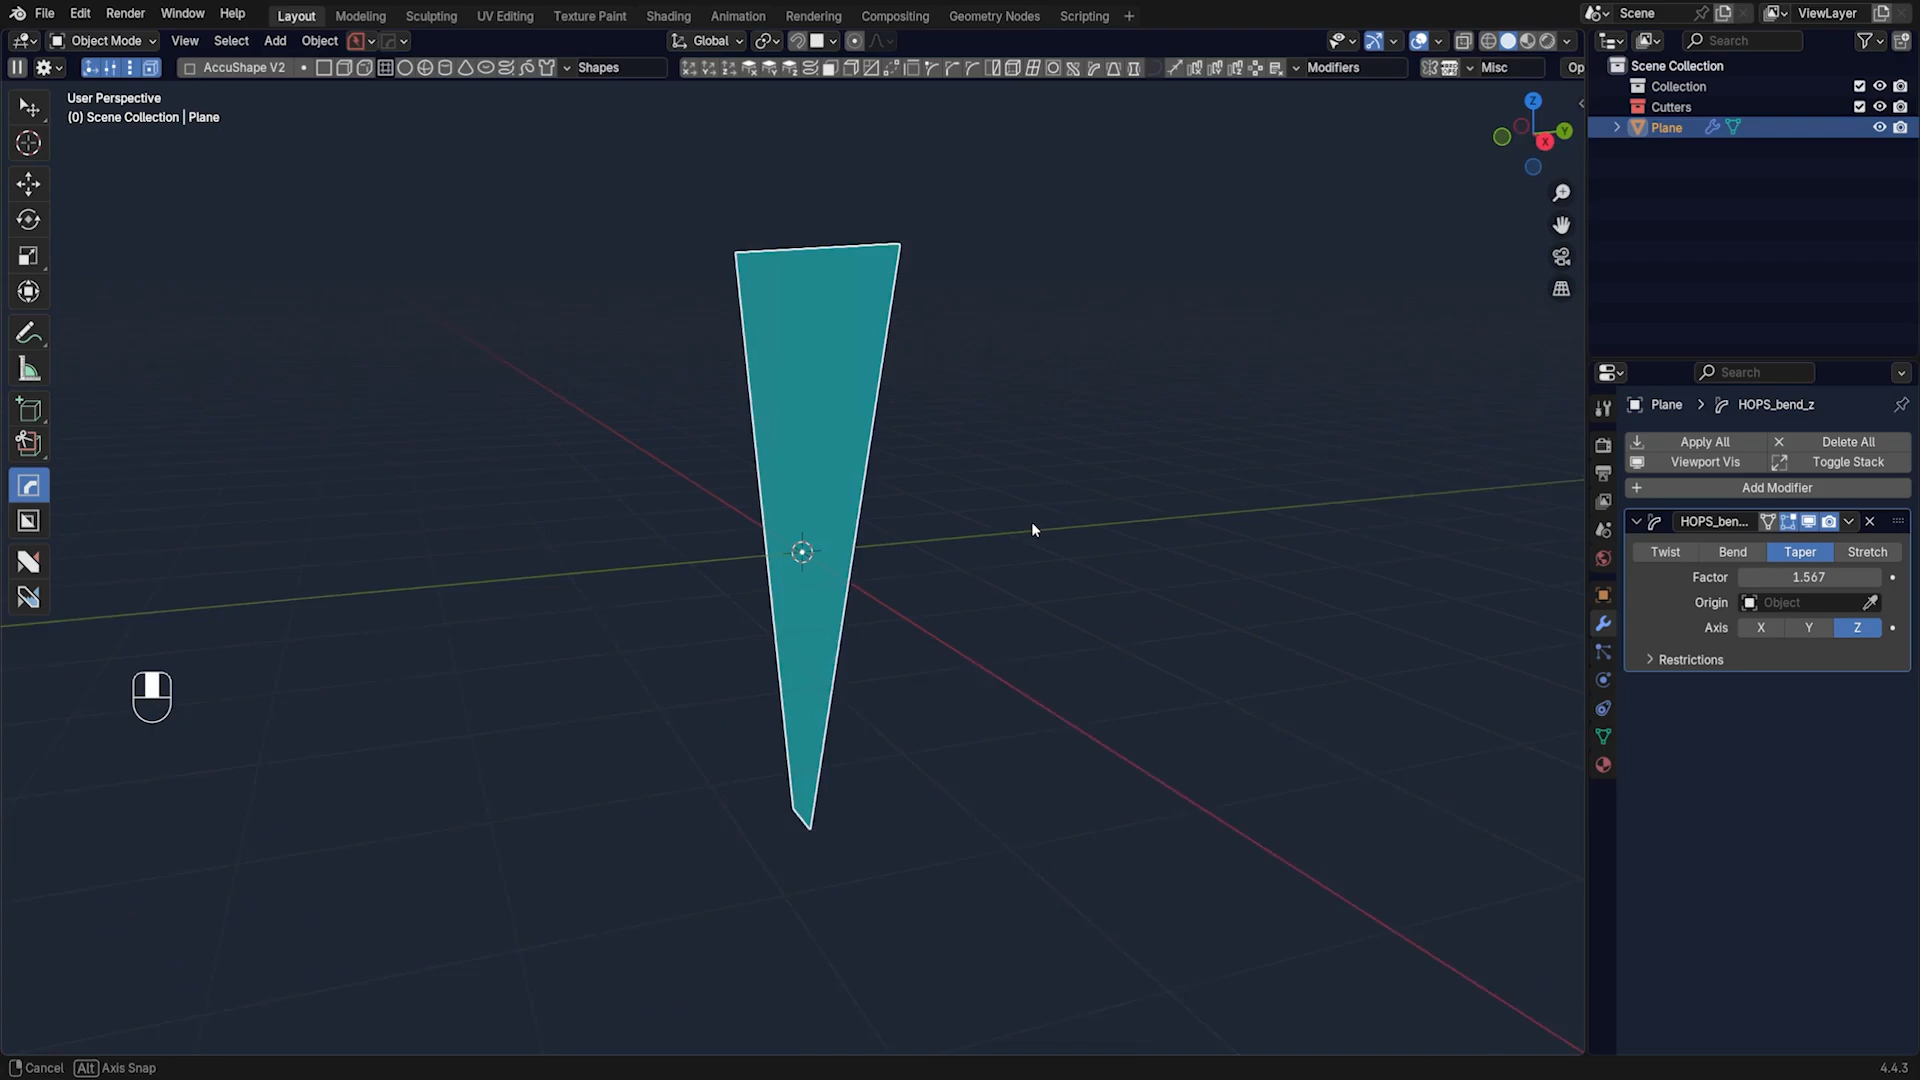 File Edit Render Window Help Layout Modeling Sculpting UV Editing Texture Paint Shading Animation Rendering Compositing Geometry Nodes Scripting + Scene ViewLayer
Object Mode View Select Add Object Global Search
AccuShape V2 Shapes Modifiers Misc Op
Scene Collection
Collection
Cutters
Plane
User Perspective
(0) Scene Collection | Plane
Z
Y
X
Search
Plane > HOPS_bend_z
Apply All Delete All
Viewport Vis Toggle Stack
+ Add Modifier
HOPS_ben...
Twist Bend Taper Stretch
Factor 1.567
Origin Object
Axis X Y Z
Restrictions
Cancel Alt Axis Snap 4.4.3